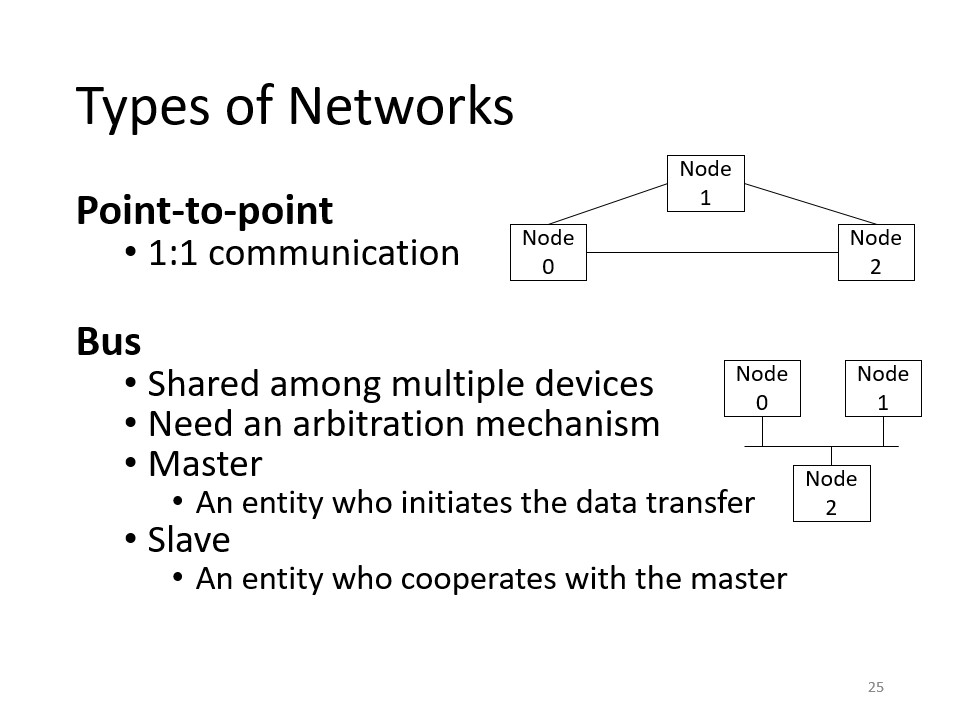 Types of Networks
Point-to-point
• 1:1 communication
Node
1
Node
0
Node
2
Bus
• Shared among multiple devices
• Need an arbitration mechanism
• Master
• An entity who initiates the data transfer
• Slave
• An entity who cooperates with the master
Node
0
Node
1
Node
2
25